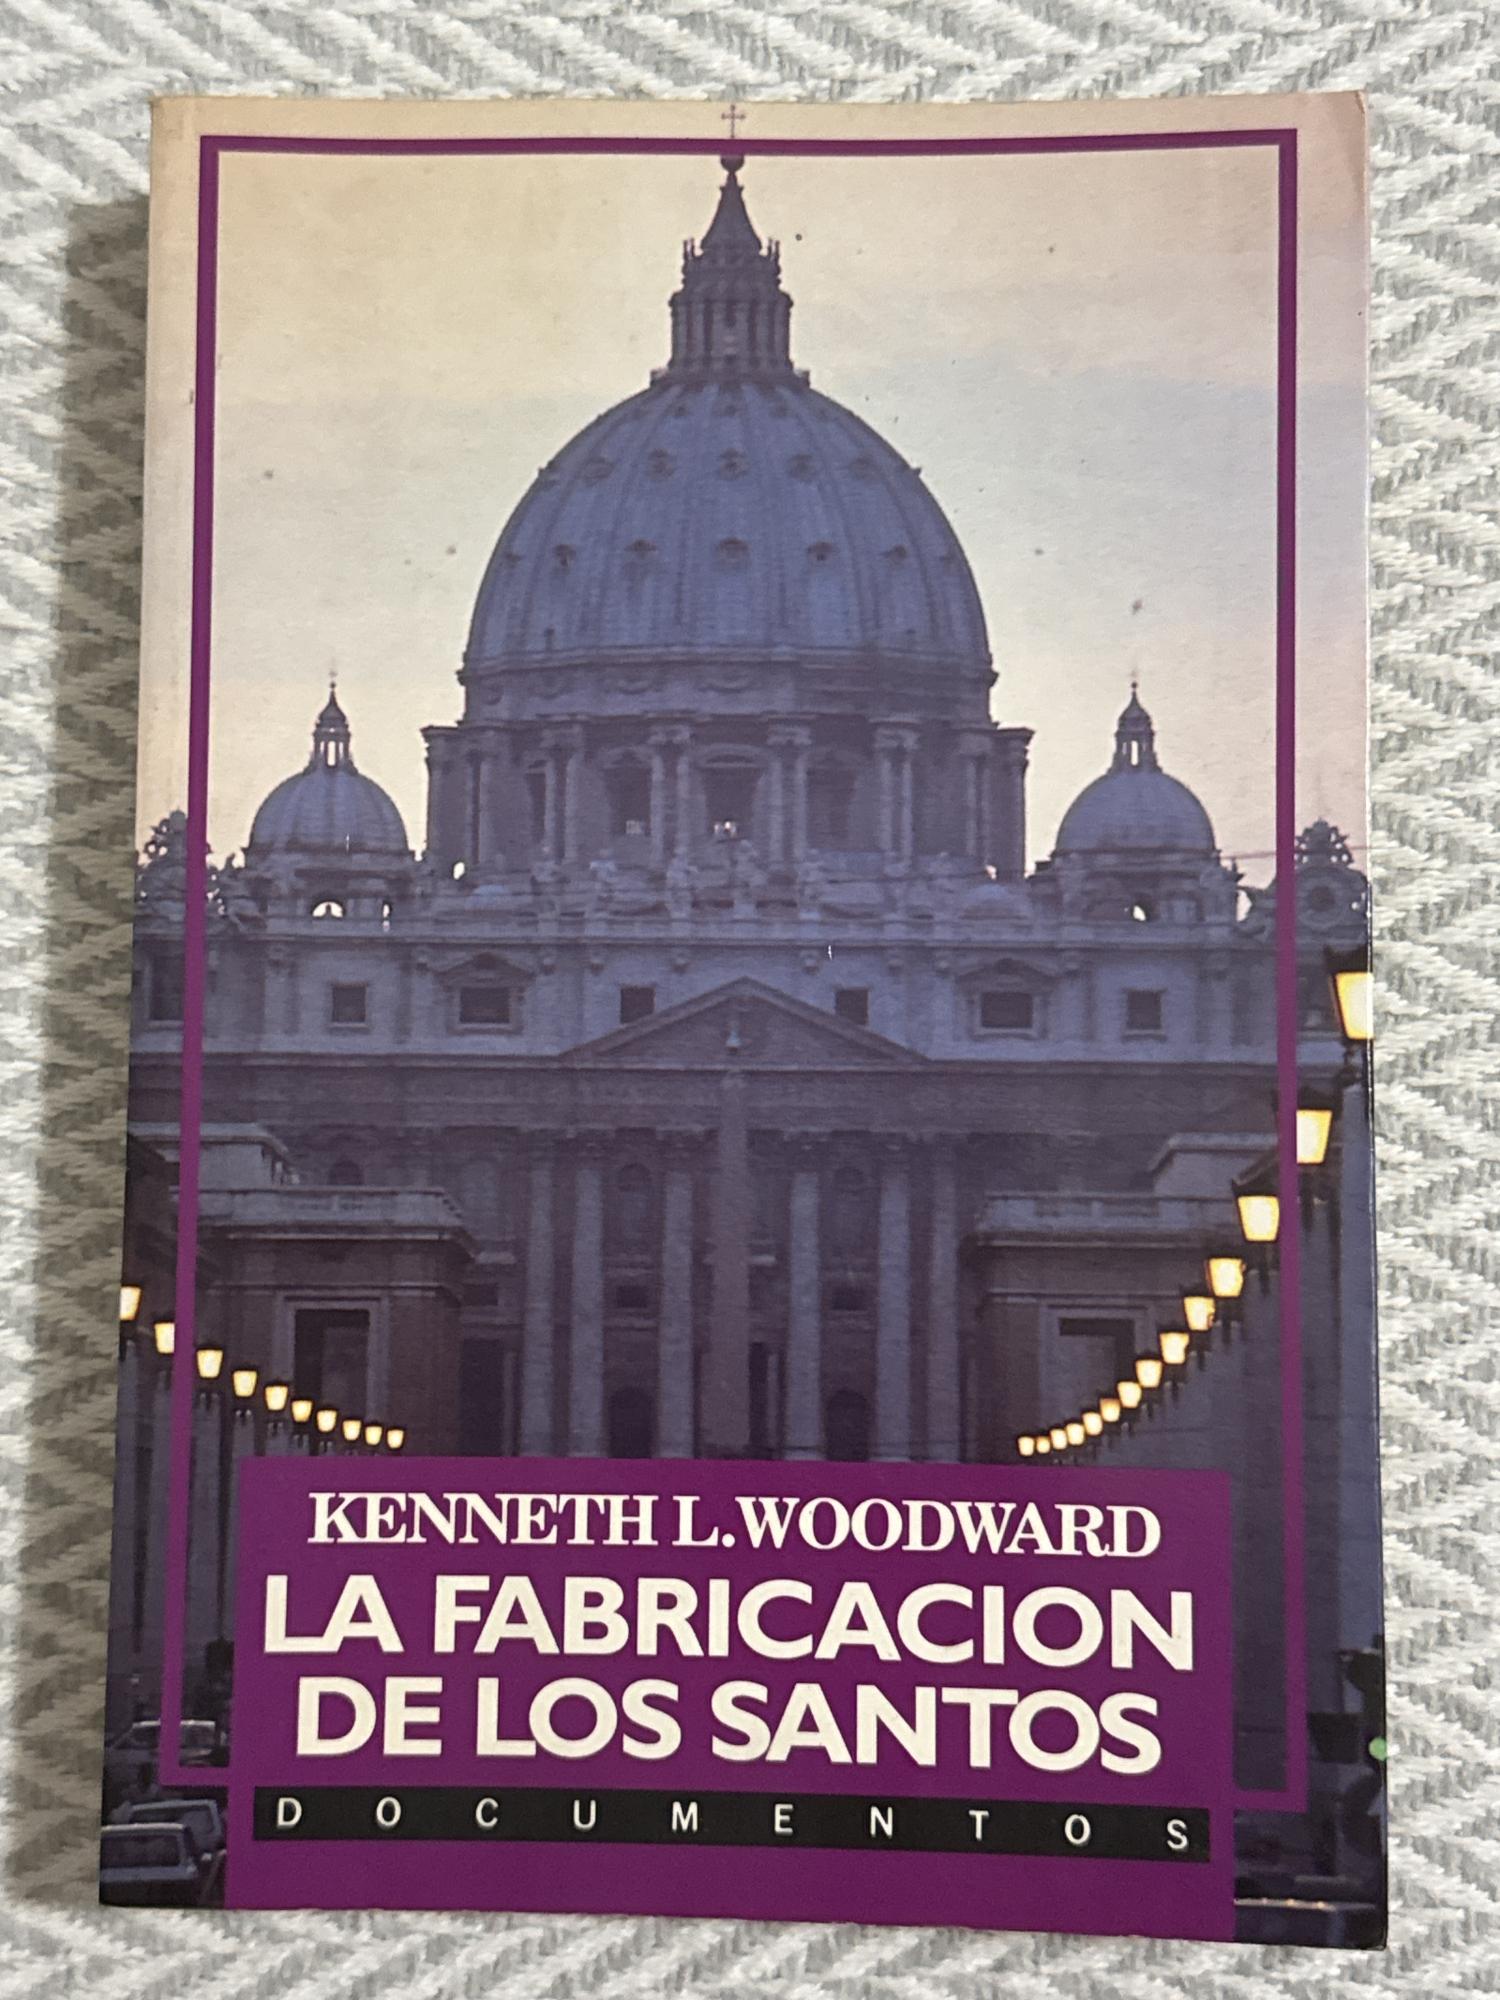 KENNETH L. WOODWARD
LA FABRICACION
DE LOS SANTOS
DOCUMENTOS